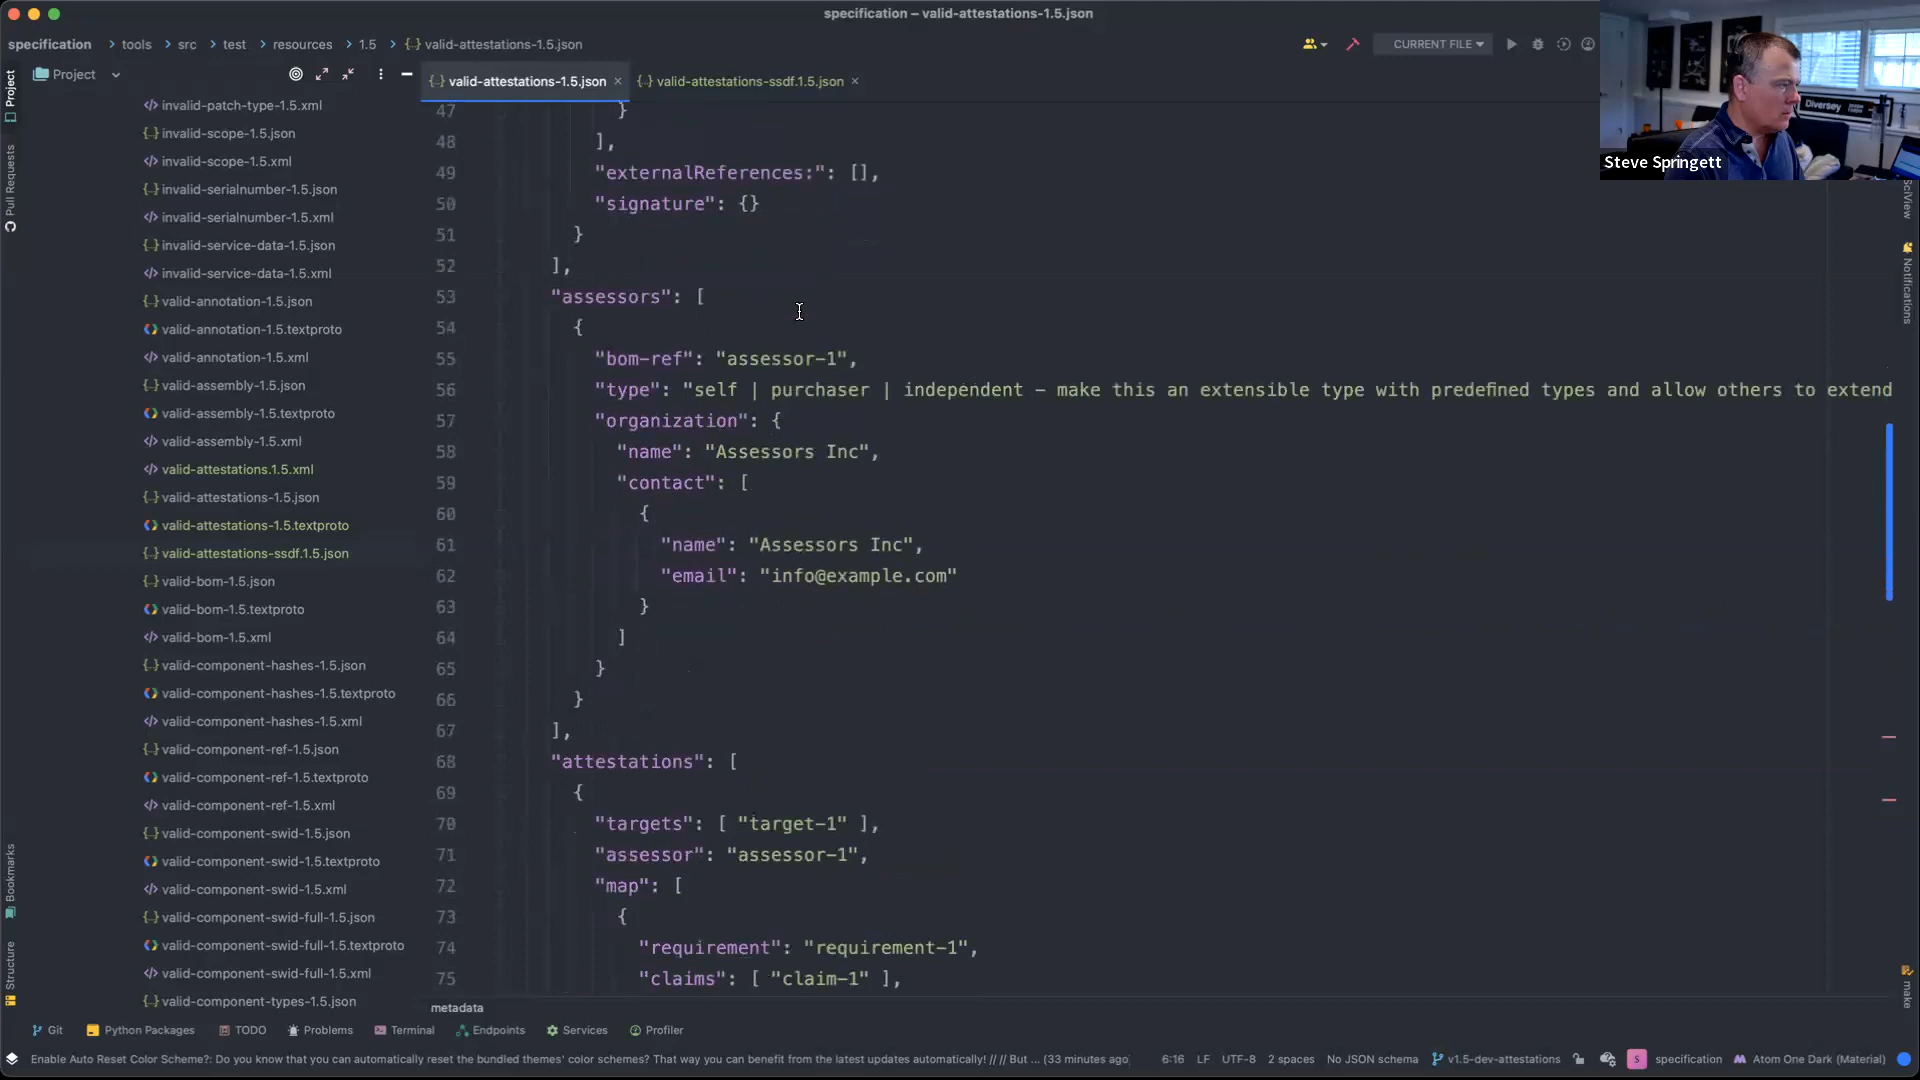 specification – valid-attestations-1.5.json
specification > tools > src > test > resources > 1.5 > valid-attestations-1.5.json
CURRENT FILE
Project
valid-attestations-1.5.json ×
valid-attestations-ssdf.1.5.json ×
Steve Springett
Diversey
Project
Pull Requests
Bookmarks
Structure
invalid-patch-type-1.5.xml
invalid-scope-1.5.json
invalid-scope-1.5.xml
invalid-serialnumber-1.5.json
invalid-serialnumber-1.5.xml
invalid-service-data-1.5.json
invalid-service-data-1.5.xml
valid-annotation-1.5.json
valid-annotation-1.5.textproto
valid-annotation-1.5.xml
valid-assembly-1.5.json
valid-assembly-1.5.textproto
valid-assembly-1.5.xml
valid-attestations.1.5.xml
valid-attestations-1.5.json
valid-attestations-1.5.textproto
valid-attestations-ssdf.1.5.json
valid-bom-1.5.json
valid-bom-1.5.textproto
valid-bom-1.5.xml
valid-component-hashes-1.5.json
valid-component-hashes-1.5.textproto
valid-component-hashes-1.5.xml
valid-component-ref-1.5.json
valid-component-ref-1.5.textproto
valid-component-ref-1.5.xml
valid-component-swid-1.5.json
valid-component-swid-1.5.textproto
valid-component-swid-1.5.xml
valid-component-swid-full-1.5.json
valid-component-swid-full-1.5.textproto
valid-component-swid-full-1.5.xml
valid-component-types-1.5.json
47 }
48 ],
49 "externalReferences:": [],
50 "signature": {}
51 }
52 ],
53 "assessors": [
54 {
55 "bom-ref": "assessor-1",
56 "type": "self | purchaser | independent – make this an extensible type with predefined types and allow others to extend
57 "organization": {
58 "name": "Assessors Inc",
59 "contact": [
60 {
61 "name": "Assessors Inc",
62 "email": "info@example.com"
63 }
64 ]
65 }
66 }
67 ],
68 "attestations": [
69 {
70 "targets": [ "target-1" ],
71 "assessor": "assessor-1",
72 "map": [
73 {
74 "requirement": "requirement-1",
75 "claims": [ "claim-1" ],
metadata
SciView
Notifications
make
Git
Python Packages
TODO
Problems
Terminal
Endpoints
Services
Profiler
Enable Auto Reset Color Scheme?: Do you know that you can automatically reset the bundled themes' color schemes? That way you can benefit from the latest updates automatically! // // But ... (33 minutes ago)
6:16 LF UTF-8 2 spaces No JSON schema v1.5-dev-attestations S specification Atom One Dark (Material)